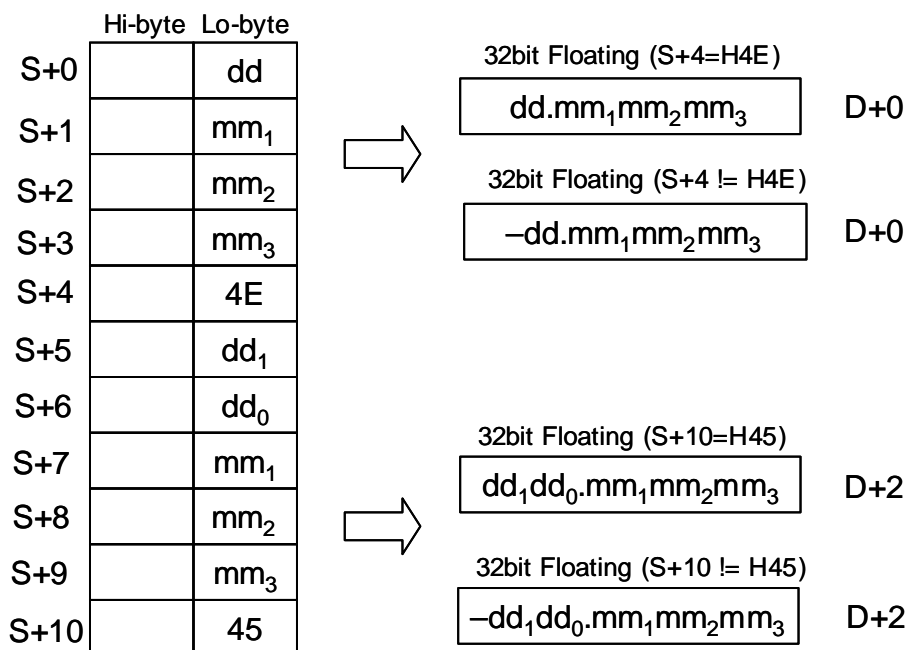 Hi-byte Lo-byte
S+0 dd
S+1 mm₁
S+2 mm₂
S+3 mm₃
S+4 4E
S+5 dd₁
S+6 dd₀
S+7 mm₁
S+8 mm₂
S+9 mm₃
S+10 45
32bit Floating (S+4=H4E)
dd.mm₁mm₂mm₃ D+0
32bit Floating (S+4 != H4E)
–dd.mm₁mm₂mm₃ D+0
32bit Floating (S+10=H45)
dd₁dd₀.mm₁mm₂mm₃ D+2
32bit Floating (S+10 != H45)
–dd₁dd₀.mm₁mm₂mm₃ D+2